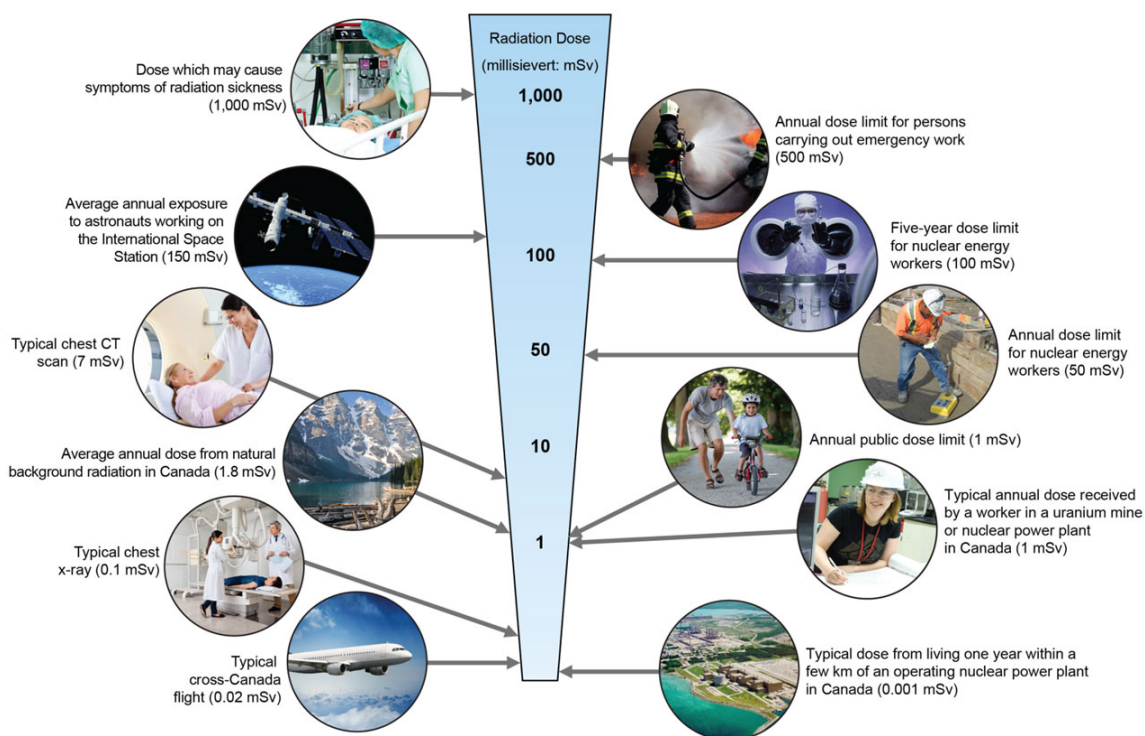 Radiation Dose
(millisievert: mSv)
1,000
500
100
50
10
1
Dose which may cause
symptoms of radiation sickness
(1,000 mSv)
Average annual exposure
to astronauts working on
the International Space
Station (150 mSv)
Typical chest CT
scan (7 mSv)
Average annual dose from natural
background radiation in Canada (1.8 mSv)
Typical chest
x-ray (0.1 mSv)
Typical
cross-Canada
flight (0.02 mSv)
Annual dose limit for persons
carrying out emergency work
(500 mSv)
Five-year dose limit
for nuclear energy
workers (100 mSv)
Annual dose limit
for nuclear energy
workers (50 mSv)
Annual public dose limit (1 mSv)
Typical annual dose received
by a worker in a uranium mine
or nuclear power plant
in Canada (1 mSv)
Typical dose from living one year within a
few km of an operating nuclear power plant
in Canada (0.001 mSv)